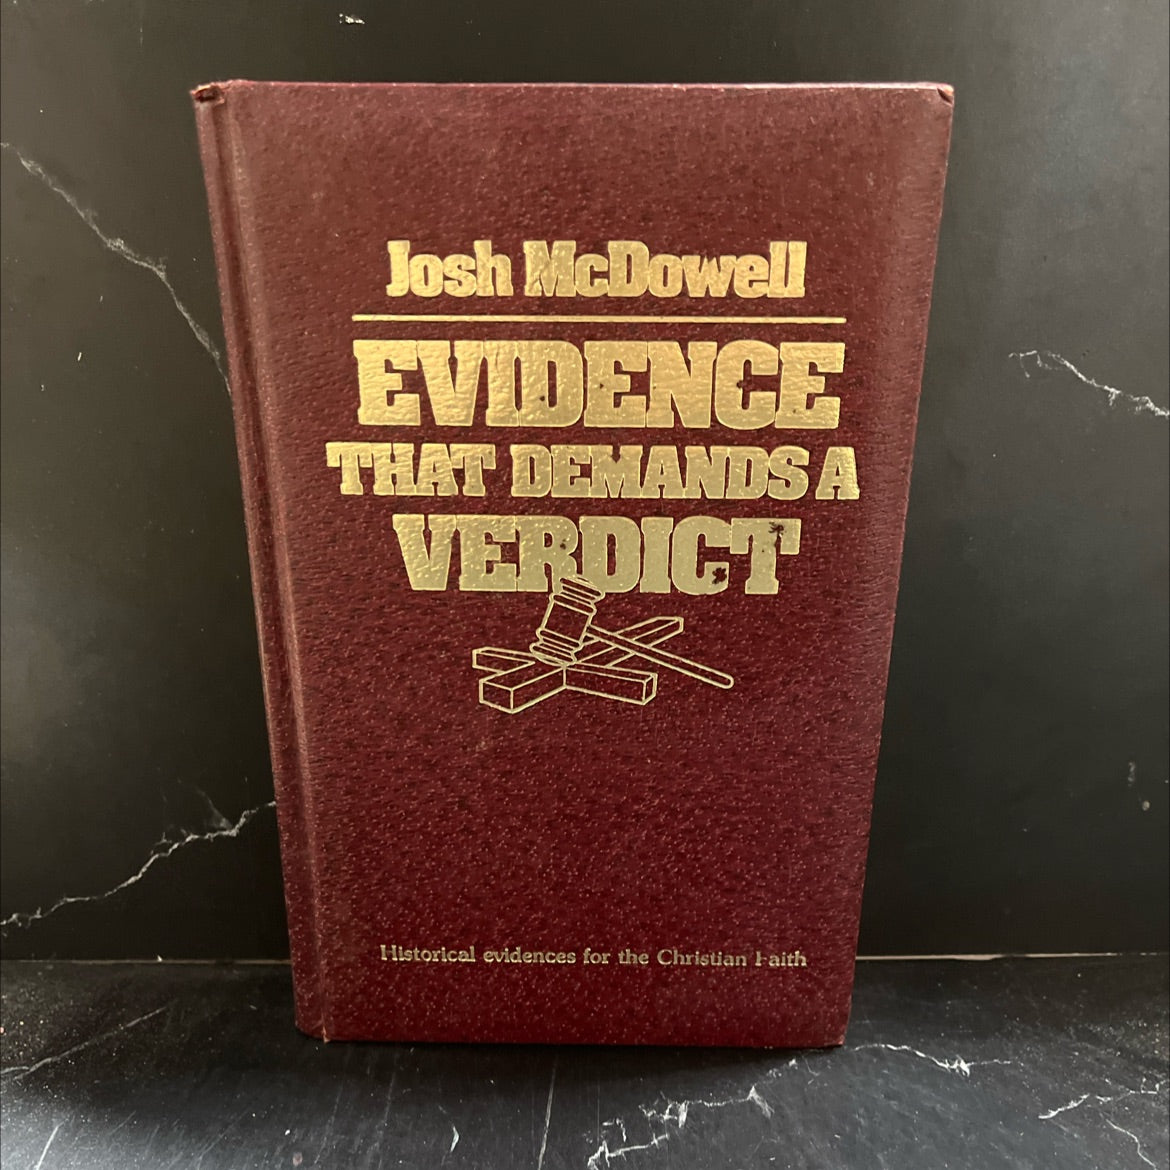 Josh McDowell
EVIDENCE
THAT DEMANDS A
VERDICT
Historical evidences for the Christian Faith